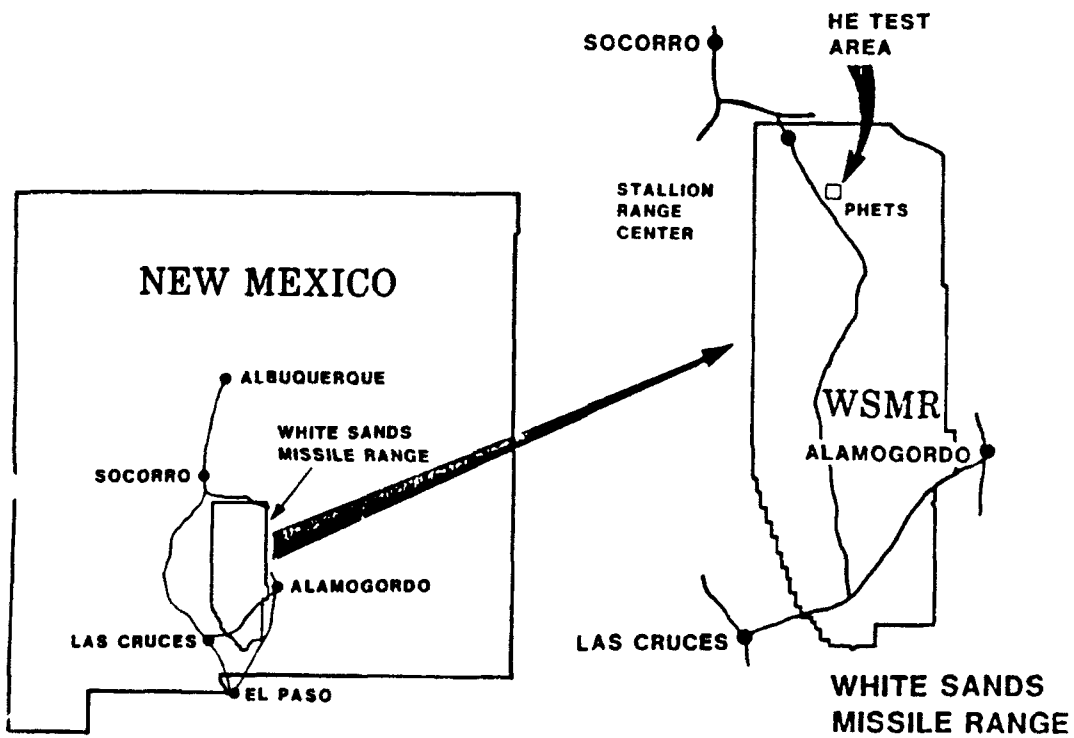 NEW MEXICO
ALBUQUERQUE
WHITE SANDS
MISSILE RANGE
SOCORRO
ALAMOGORDO
LAS CRUCES
EL PASO
SOCORRO
HE TEST
AREA
STALLION
RANGE
CENTER
PHETS
WSMR
ALAMOGORDO
LAS CRUCES
WHITE SANDS
MISSILE RANGE